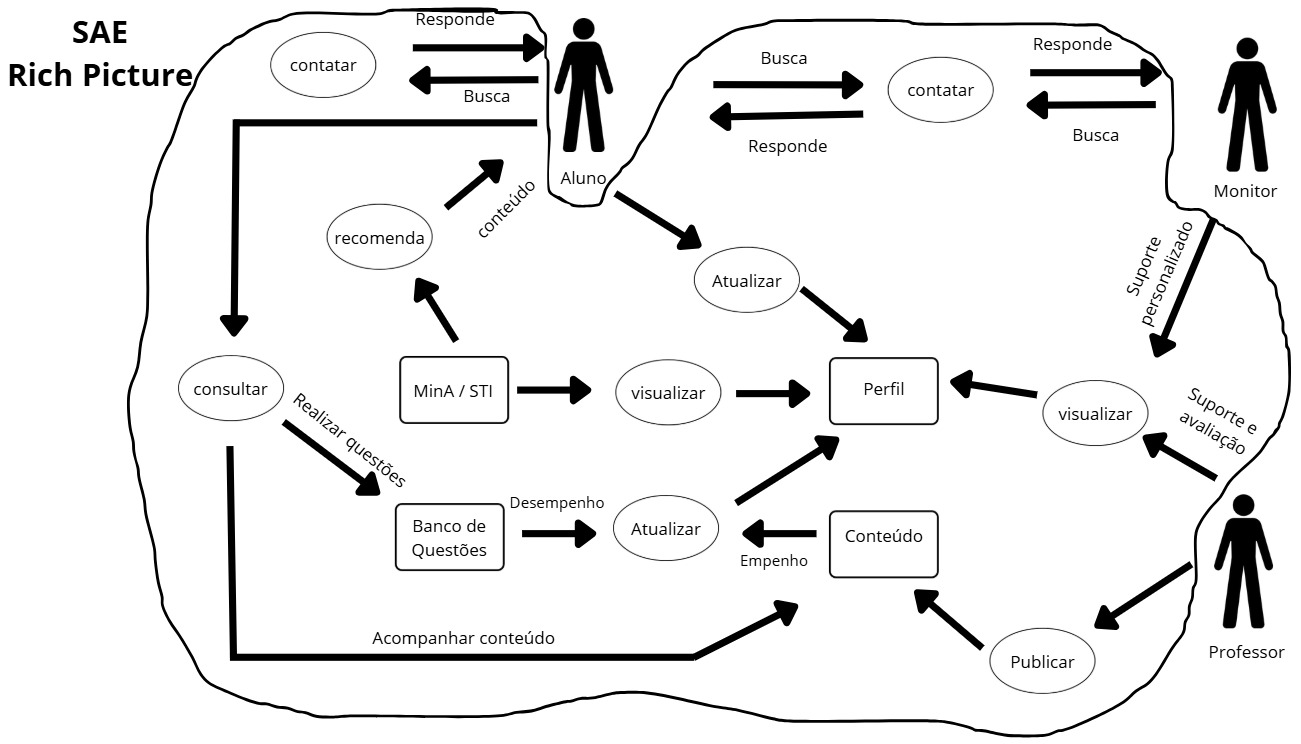 SAE
Rich Picture
Responde
contatar
Busca
Aluno
Busca
Responde
contatar
Responde
Busca
Monitor
recomenda
conteúdo
Atualizar
Suporte
personalizado
consultar
MinA / STI
visualizar
Perfil
visualizar
Suporte e
avaliação
Realizar questões
Banco de
Questões
Desempenho
Atualizar
Empenho
Conteúdo
Acompanhar conteúdo
Publicar
Professor